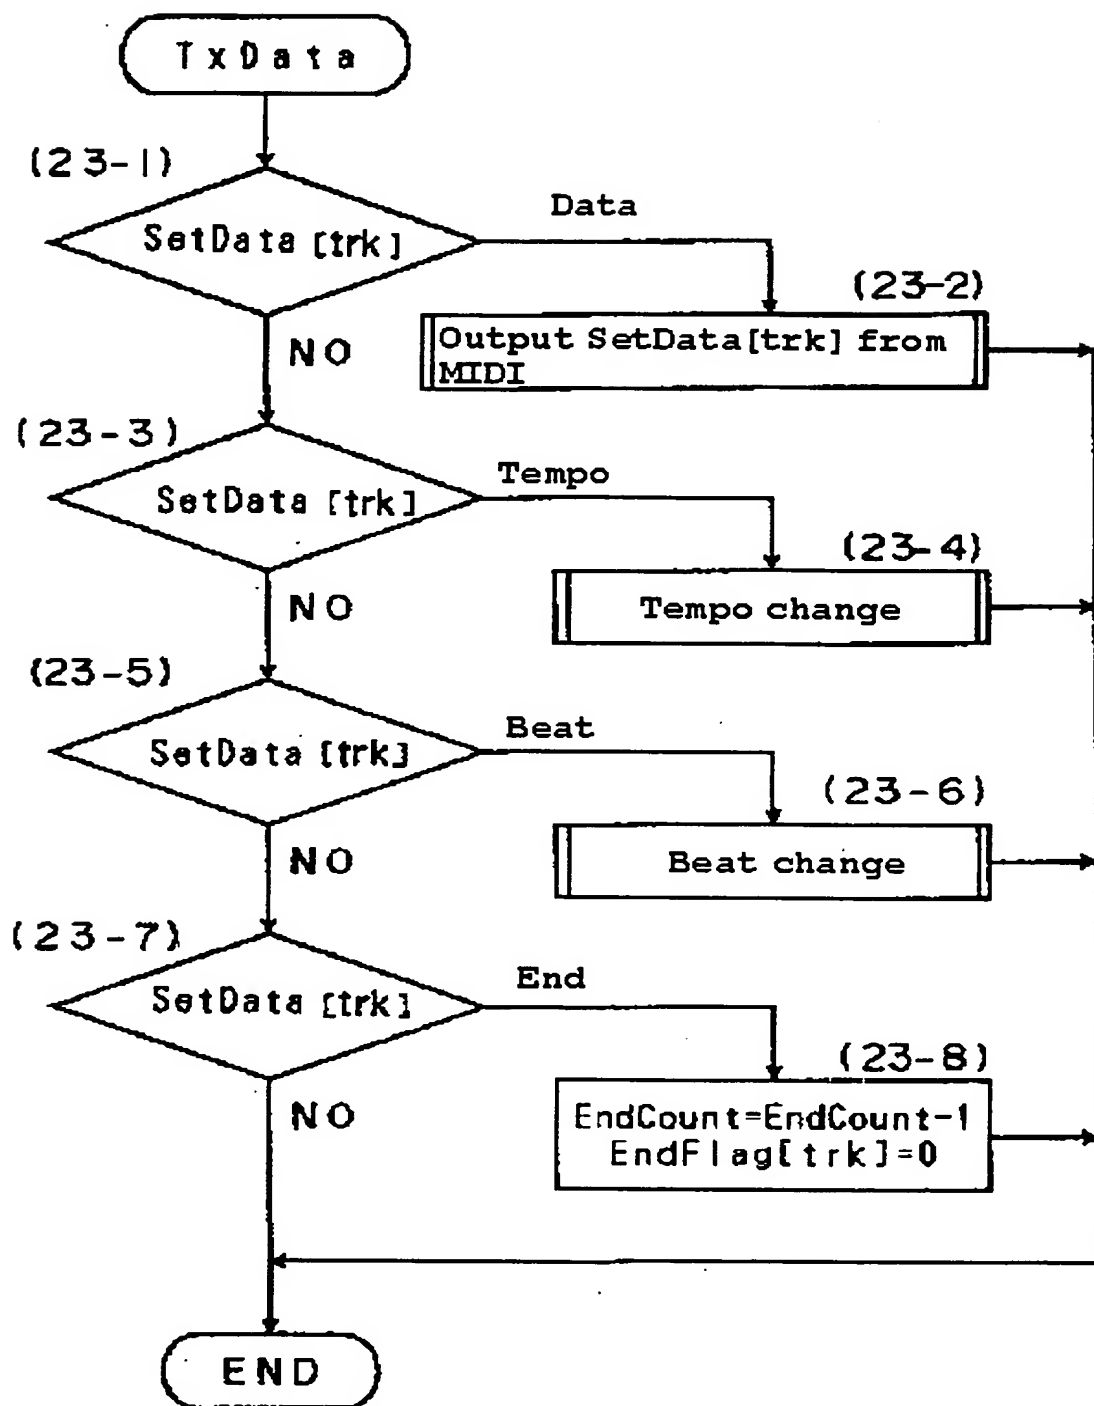 TxData
(23-1)
SetData [trk]
Data
(23-2)
Output SetData[trk] from
MIDI
NO
(23-3)
SetData [trk]
Tempo
(23-4)
Tempo change
NO
(23-5)
SetData [trk]
Beat
(23-6)
Beat change
NO
(23-7)
SetData [trk]
End
(23-8)
EndCount=EndCount-1
EndFlag[trk]=0
NO
END